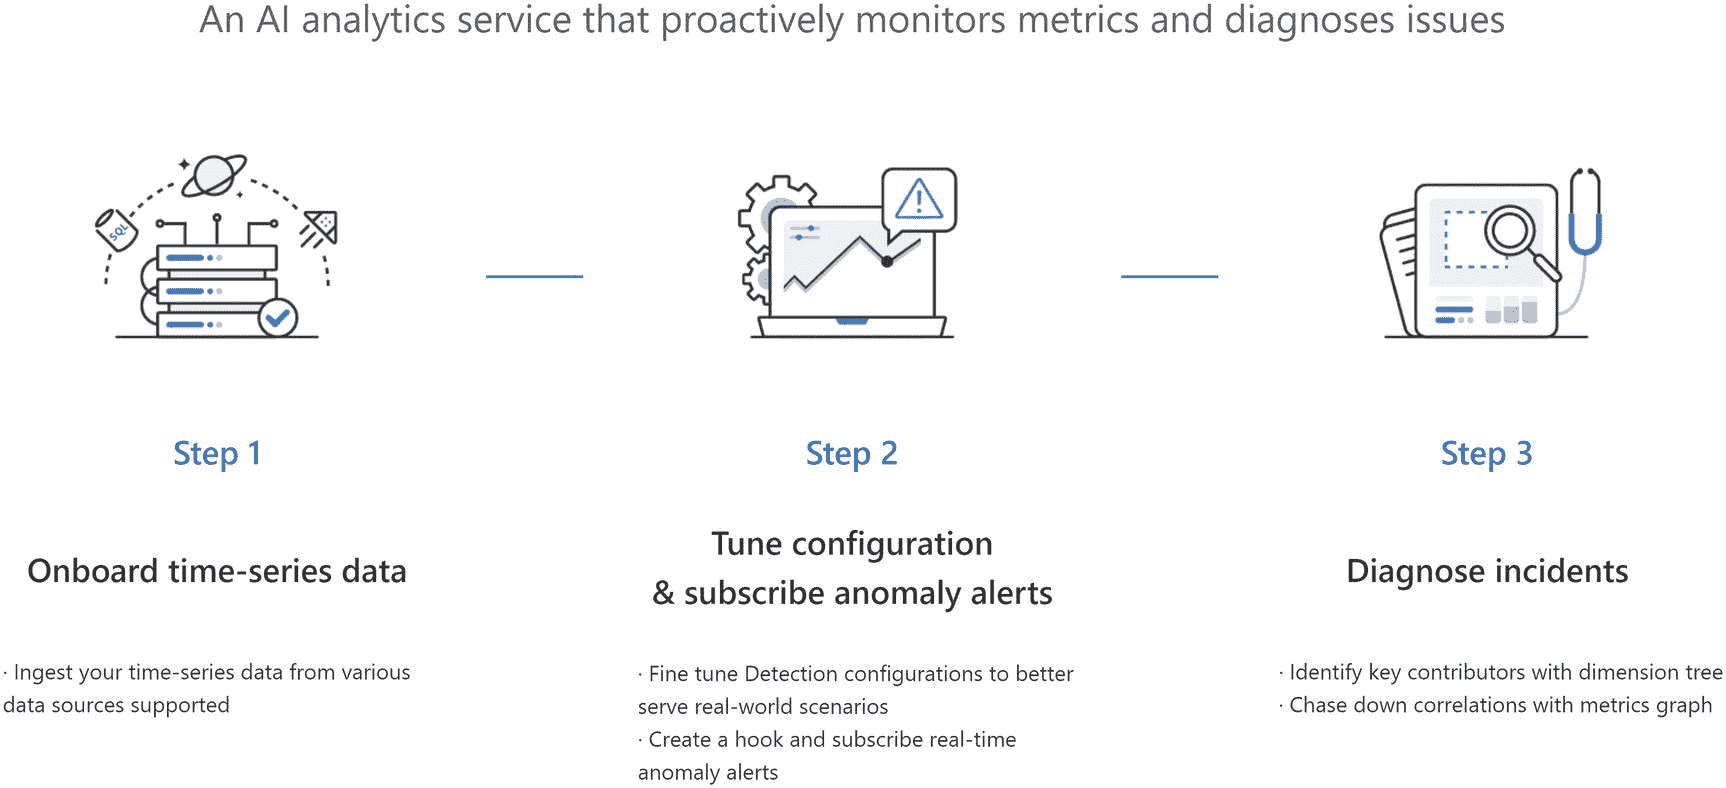 An AI analytics service that proactively monitors metrics and diagnoses issues
SQL
Step 1
Onboard time-series data
· Ingest your time-series data from various
data sources supported
Step 2
Tune configuration
& subscribe anomaly alerts
· Fine tune Detection configurations to better
serve real-world scenarios
· Create a hook and subscribe real-time
anomaly alerts
Step 3
Diagnose incidents
· Identify key contributors with dimension tree
· Chase down correlations with metrics graph